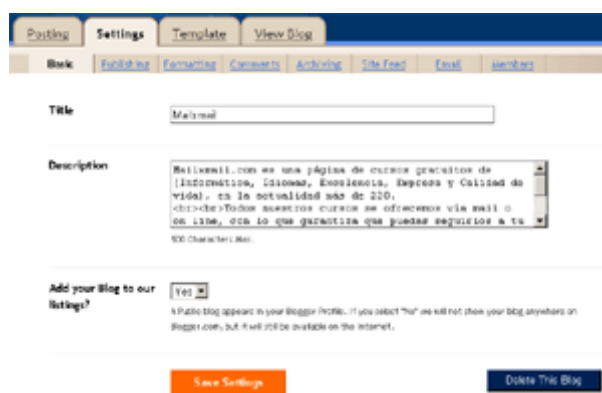 Posting Settings Template View Blog
Basic Publishing Formatting Comments Archiving Site Feed Email Members
Title
Mailxmail
Description
Mailxmail.com es una página de cursos gratuitos de
(Informática, Idiomas, Excelencia, Empresa y Calidad de
vida), en la actualidad más de 220.
<br><br>Todos nuestros cursos se ofrecemos vía mail o
on line, con lo que garantiza que puedas seguirlos a tu
500 Characters Max.
Add your Blog to our
listings?
Yes
A Public blog appears in your Blogger Profile. If you select "No" we will not show your blog anywhere on
Blogger.com, but it will still be available on the internet.
Save Settings
Delete This Blog